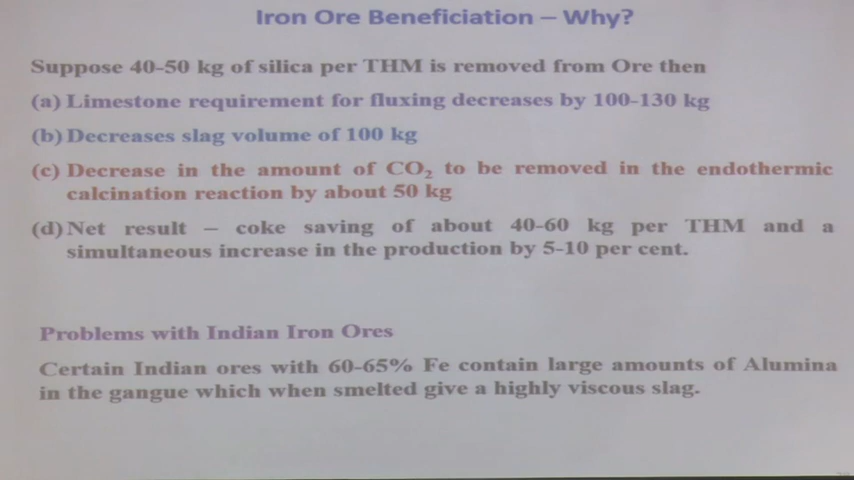 Iron Ore Beneficiation – Why?
Suppose 40-50 kg of silica per THM is removed from Ore then
(a) Limestone requirement for fluxing decreases by 100-130 kg
(b) Decreases slag volume of 100 kg
(c) Decrease in the amount of CO₂ to be removed in the endothermic
calcination reaction by about 50 kg
(d) Net result – coke saving of about 40-60 kg per THM and a
simultaneous increase in the production by 5-10 per cent.
Problems with Indian Iron Ores
Certain Indian ores with 60-65% Fe contain large amounts of Alumina
in the gangue which when smelted give a highly viscous slag.